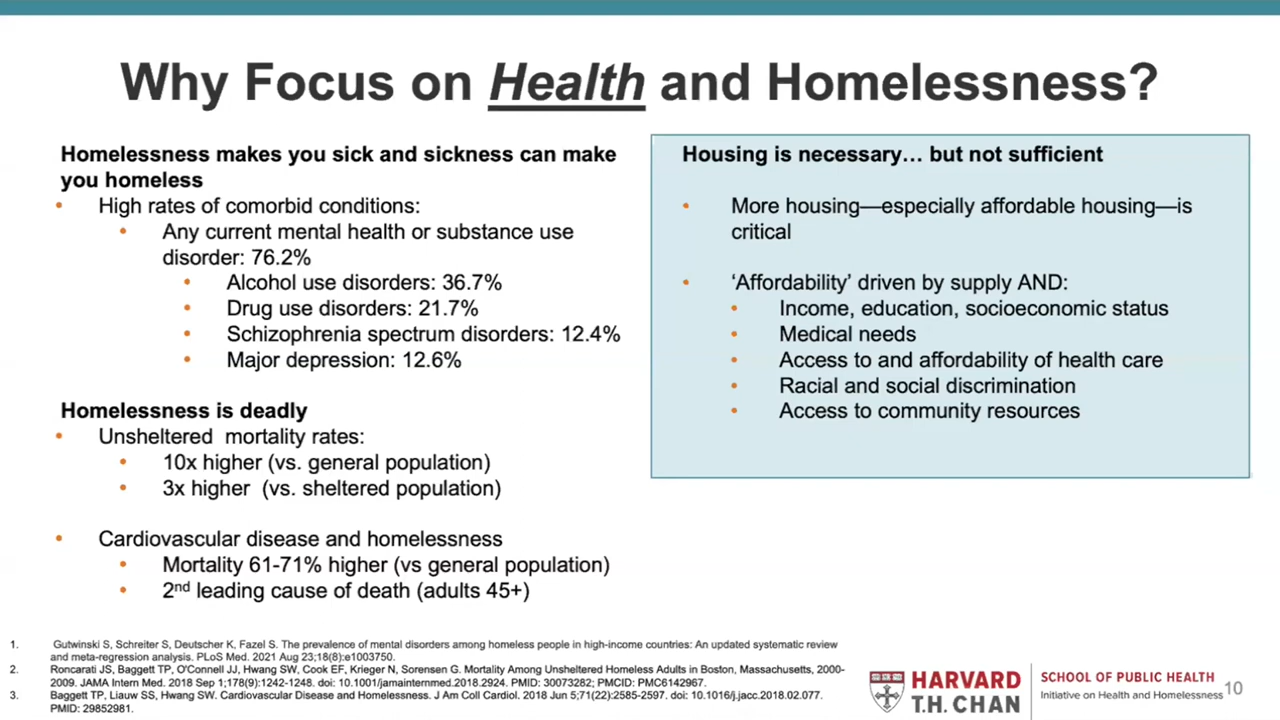 Why Focus on Health and Homelessness?
Homelessness makes you sick and sickness can make
you homeless
• High rates of comorbid conditions:
• Any current mental health or substance use
disorder: 76.2%
• Alcohol use disorders: 36.7%
• Drug use disorders: 21.7%
• Schizophrenia spectrum disorders: 12.4%
• Major depression: 12.6%
Homelessness is deadly
• Unsheltered mortality rates:
• 10x higher (vs. general population)
• 3x higher (vs. sheltered population)
• Cardiovascular disease and homelessness
• Mortality 61-71% higher (vs general population)
• 2nd leading cause of death (adults 45+)
Housing is necessary… but not sufficient
• More housing—especially affordable housing—is
critical
• ‘Affordability’ driven by supply AND:
• Income, education, socioeconomic status
• Medical needs
• Access to and affordability of health care
• Racial and social discrimination
• Access to community resources
1. Gutwinski S, Schreiter S, Deutscher K, Fazel S. The prevalence of mental disorders among homeless people in high-income countries: An updated systematic review
and meta-regression analysis. PLoS Med. 2021 Aug 23;18(8):e1003750.
2. Roncarati JS, Baggett TP, O'Connell JJ, Hwang SW, Cook EF, Krieger N, Sorensen G. Mortality Among Unsheltered Homeless Adults in Boston, Massachusetts, 2000-
2009. JAMA Intern Med. 2018 Sep 1;178(9):1242-1248. doi: 10.1001/jamainternmed.2018.2924. PMID: 30073282; PMCID: PMC6142967.
3. Baggett TP, Liauw SS, Hwang SW. Cardiovascular Disease and Homelessness. J Am Coll Cardiol. 2018 Jun 5;71(22):2585-2597. doi: 10.1016/j.jacc.2018.02.077.
PMID: 29852981.
HARVARD
T.H. CHAN
SCHOOL OF PUBLIC HEALTH
Initiative on Health and Homelessness
10